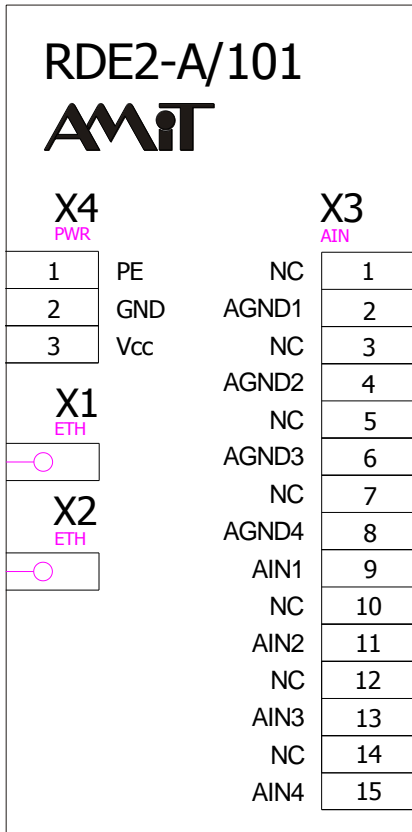 RDE2-A/101
AMiT
X4
PWR
1 PE
2 GND
3 Vcc
X1
ETH
X2
ETH
X3
AIN
NC 1
AGND1 2
NC 3
AGND2 4
NC 5
AGND3 6
NC 7
AGND4 8
AIN1 9
NC 10
AIN2 11
NC 12
AIN3 13
NC 14
AIN4 15